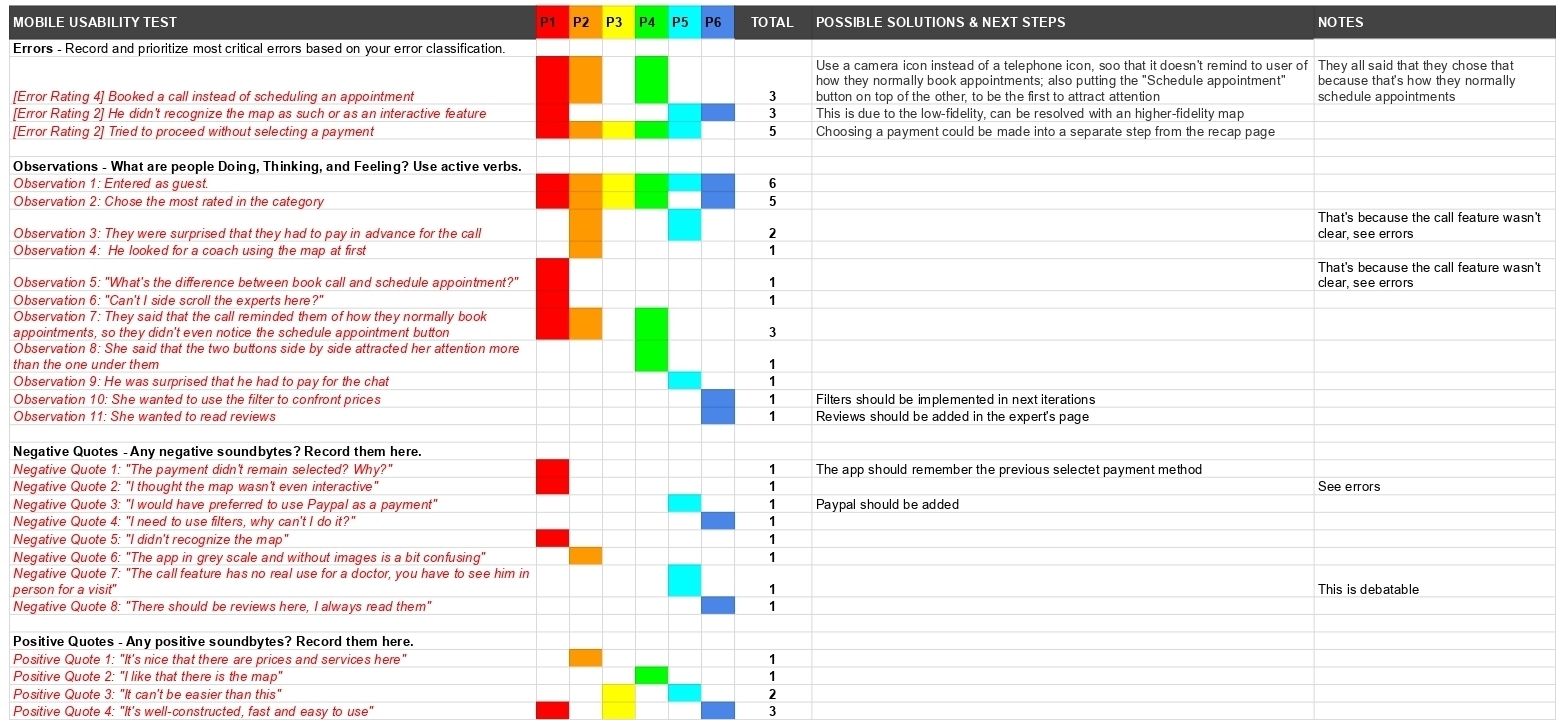 MOBILE USABILITY TEST P1 P2 P3 P4 P5 P6 TOTAL POSSIBLE SOLUTIONS & NEXT STEPS NOTES
Errors - Record and prioritize most critical errors based on your error classification.
Use a camera icon instead of a telephone icon, soo that it doesn't remind to user of They all said that they chose that
how they normally book appointments; also putting the "Schedule appointment" because that's how they normally
[Error Rating 4] Booked a call instead of scheduling an appointment 3 button on top of the other, to be the first to attract attention schedule appointments
[Error Rating 2] He didn't recognize the map as such or as an interactive feature 3 This is due to the low-fidelity, can be resolved with an higher-fidelity map
[Error Rating 2] Tried to proceed without selecting a payment 5 Choosing a payment could be made into a separate step from the recap page
Observations - What are people Doing, Thinking, and Feeling? Use active verbs.
Observation 1: Entered as guest. 6
Observation 2: Chose the most rated in the category 5
That's because the call feature wasn't
Observation 3: They were surprised that they had to pay in advance for the call 2 clear, see errors
Observation 4:  He looked for a coach using the map at first 1
That's because the call feature wasn't
Observation 5: "What's the difference between book call and schedule appointment?" 1 clear, see errors
Observation 6: "Can't I side scroll the experts here?" 1
Observation 7: They said that the call reminded them of how they normally book
appointments, so they didn't even notice the schedule appointment button 3
Observation 8: She said that the two buttons side by side attracted her attention more
than the one under them 1
Observation 9: He was surprised that he had to pay for the chat 1
Observation 10: She wanted to use the filter to confront prices 1 Filters should be implemented in next iterations
Observation 11: She wanted to read reviews 1 Reviews should be added in the expert's page
Negative Quotes - Any negative soundbytes? Record them here.
Negative Quote 1: "The payment didn't remain selected? Why?" 1 The app should remember the previous selectet payment method
Negative Quote 2: "I thought the map wasn't even interactive" 1 See errors
Negative Quote 3: "I would have preferred to use Paypal as a payment" 1 Paypal should be added
Negative Quote 4: "I need to use filters, why can't I do it?" 1
Negative Quote 5: "I didn't recognize the map" 1
Negative Quote 6: "The app in grey scale and without images is a bit confusing" 1
Negative Quote 7: "The call feature has no real use for a doctor, you have to see him in
person for a visit" 1 This is debatable
Negative Quote 8: "There should be reviews here, I always read them" 1
Positive Quotes - Any positive soundbytes? Record them here.
Positive Quote 1: "It's nice that there are prices and services here" 1
Positive Quote 2: "I like that there is the map" 1
Positive Quote 3: "It can't be easier than this" 2
Positive Quote 4: "It's well-constructed, fast and easy to use" 3